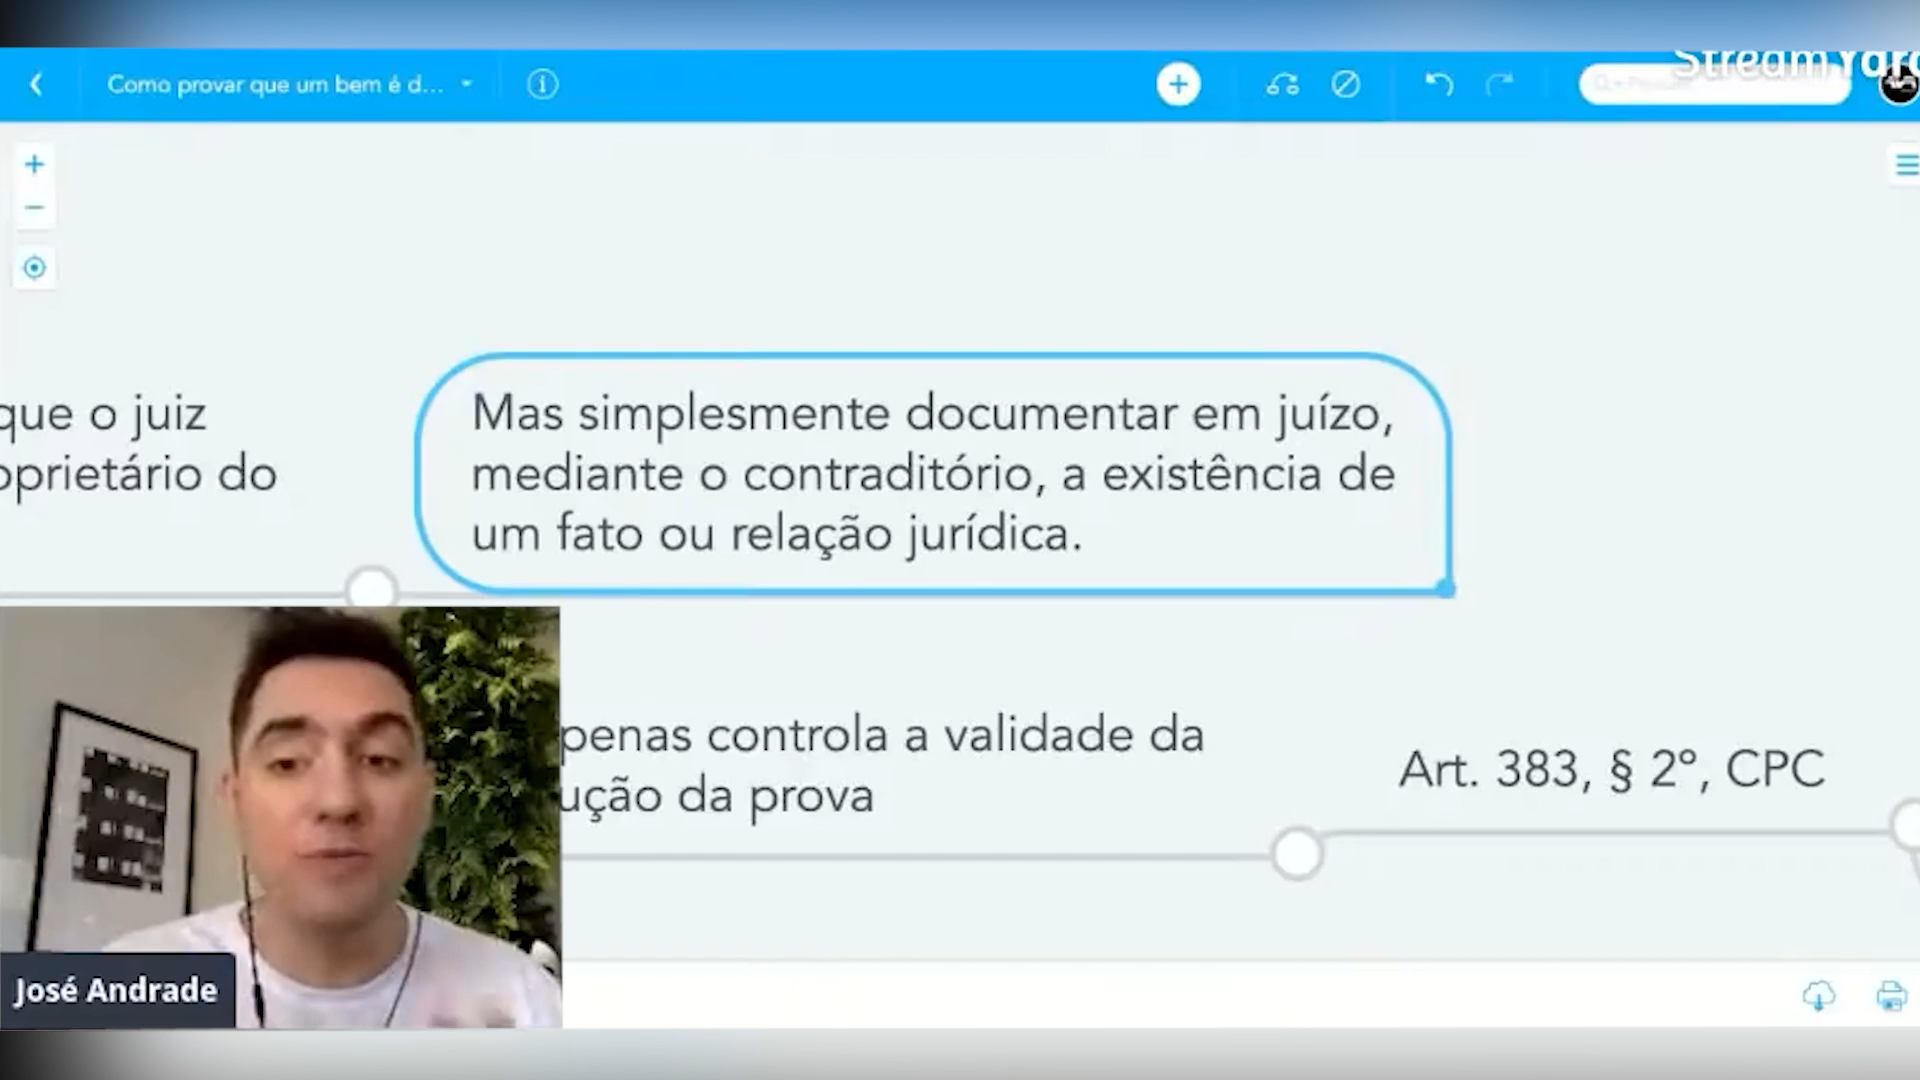 StreamYard
Como provar que um bem é d...
que o juiz
oprietário do
Mas simplesmente documentar em juízo,
mediante o contraditório, a existência de
um fato ou relação jurídica.
penas controla a validade da
ução da prova
Art. 383, § 2º, CPC
José Andrade